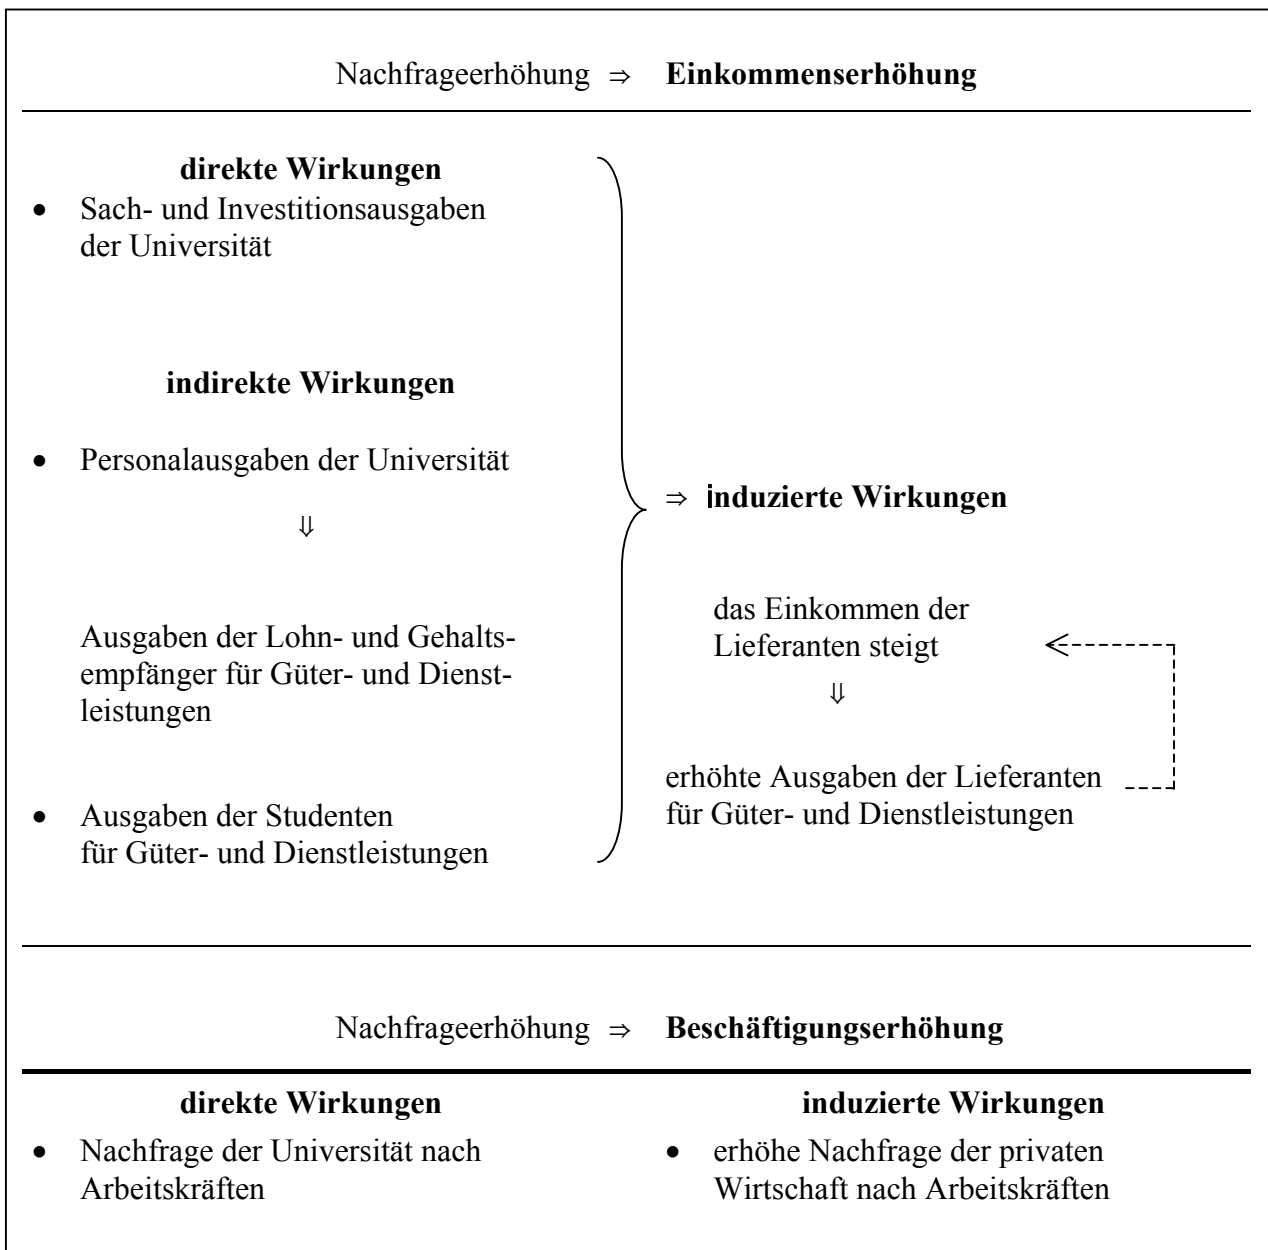 Nachfrageerhöhung ⇒ Einkommenserhöhung
direkte Wirkungen
• Sach- und Investitionsausgaben
der Universität
indirekte Wirkungen
• Personalausgaben der Universität
⇓
Ausgaben der Lohn- und Gehalts-
empfänger für Güter- und Dienst-
leistungen
• Ausgaben der Studenten
für Güter- und Dienstleistungen
⇒ induzierte Wirkungen
das Einkommen der
Lieferanten steigt
⇓
erhöhte Ausgaben der Lieferanten
für Güter- und Dienstleistungen
Nachfrageerhöhung ⇒ Beschäftigungserhöhung
direkte Wirkungen
• Nachfrage der Universität nach
Arbeitskräften
induzierte Wirkungen
• erhöhe Nachfrage der privaten
Wirtschaft nach Arbeitskräften